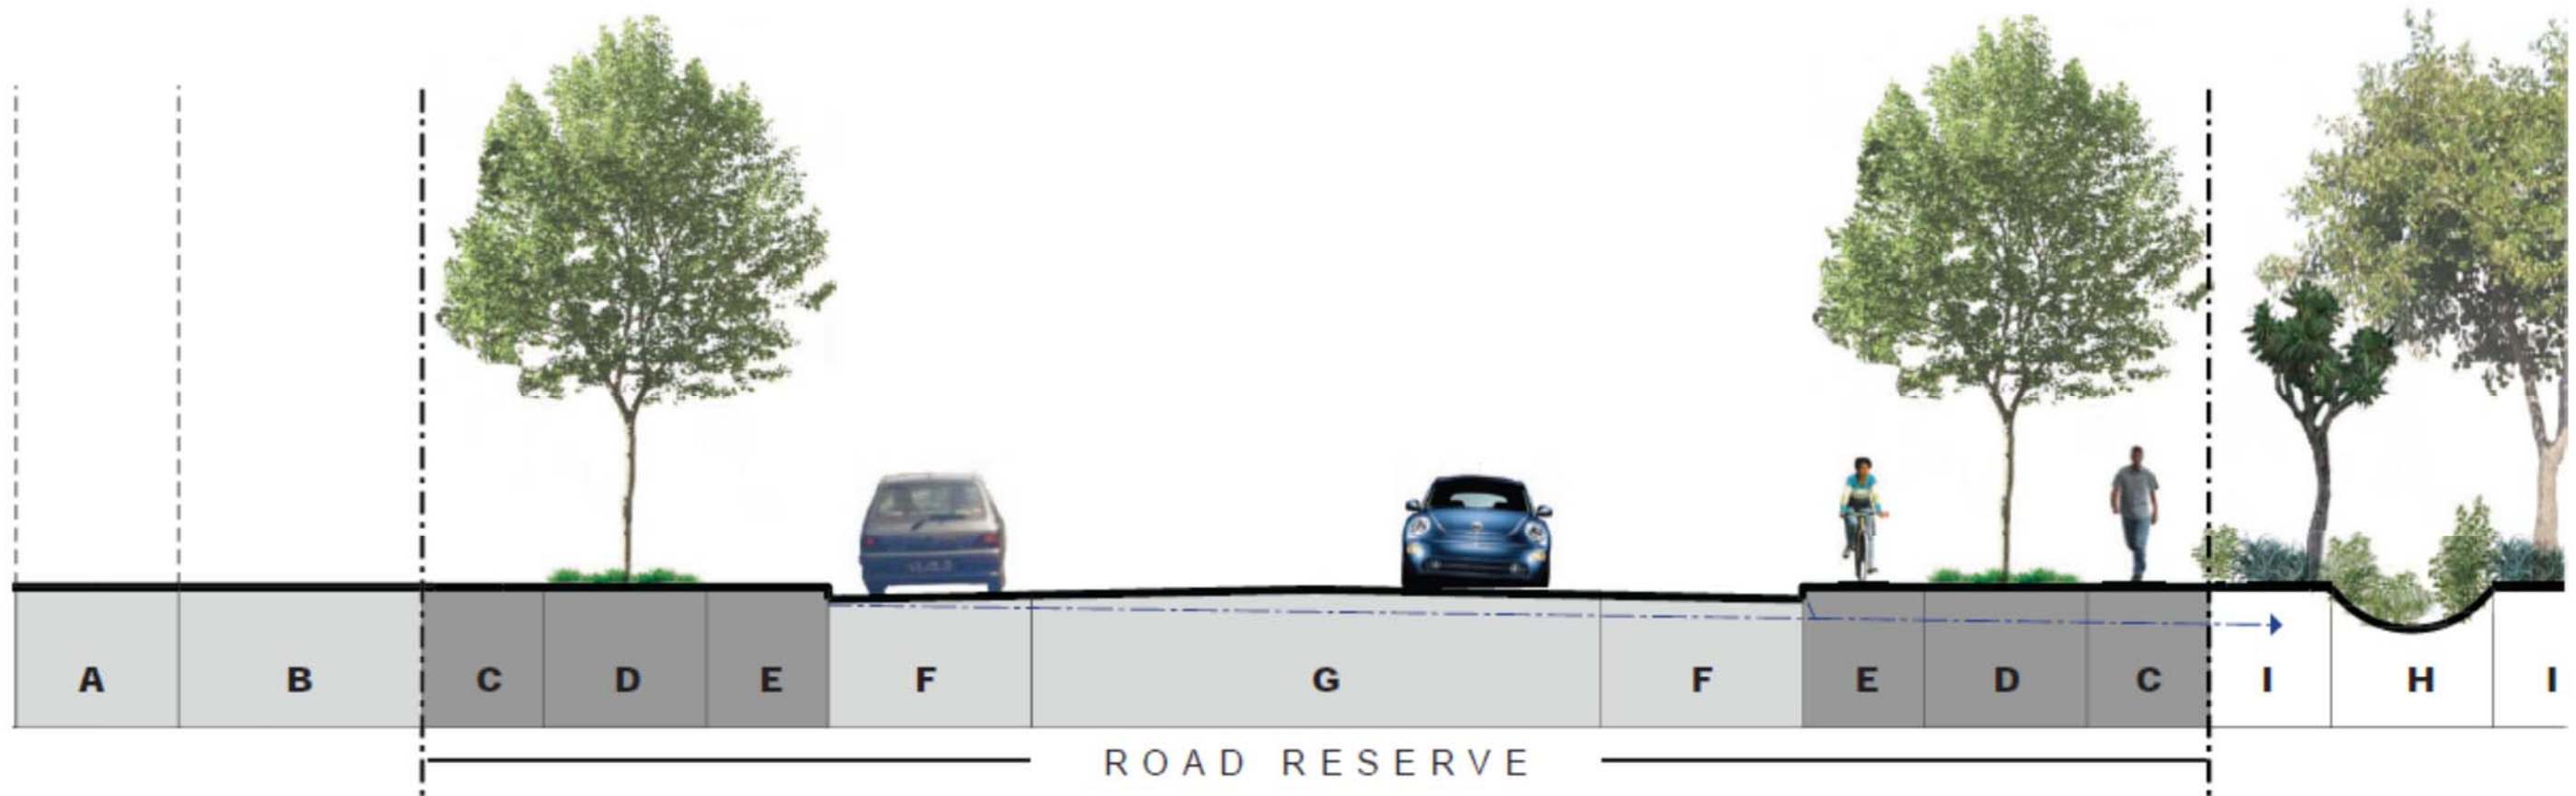 A B C D E F G F E D C I H I
ROAD RESERVE